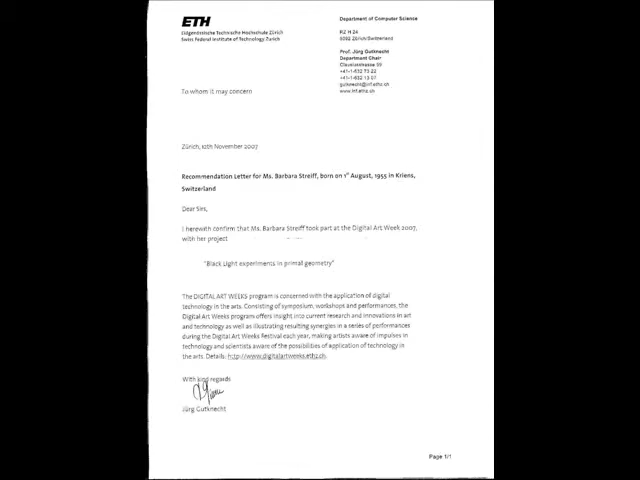 ETH
Eidgenössische Technische Hochschule Zürich
Swiss Federal Institute of Technology Zurich
Department of Computer Science
RZ H 24
8092 Zürich/Switzerland
Prof. Jürg Gutknecht
Department Chair
Clausiusstrasse 59
+41-1-632 73 22
+41-1-632 13 07
gutknecht@inf.ethz.ch
www.inf.ethz.ch
To whom it may concern
Zürich, 12th November 2007
Recommendation Letter for Ms. Barbara Streiff, born on 1st August, 1955 in Kriens,
Switzerland
Dear Sirs,
I herewith confirm that Ms. Barbara Streiff took part at the Digital Art Week 2007,
with her project
"Black Light experiments in primal geometry"
The DIGITAL ART WEEKS program is concerned with the application of digital
technology in the arts. Consisting of symposium, workshops and performances, the
Digital Art Weeks program offers insight into current research and innovations in art
and technology as well as illustrating resulting synergies in a series of performances
during the Digital Art Weeks Festival each year, making artists aware of impulses in
technology and scientists aware of the possibilities of application of technology in
the arts. Details: http://www.digitalartweeks.ethz.ch.
With kind regards
Jürg Gutknecht
Page 1/1